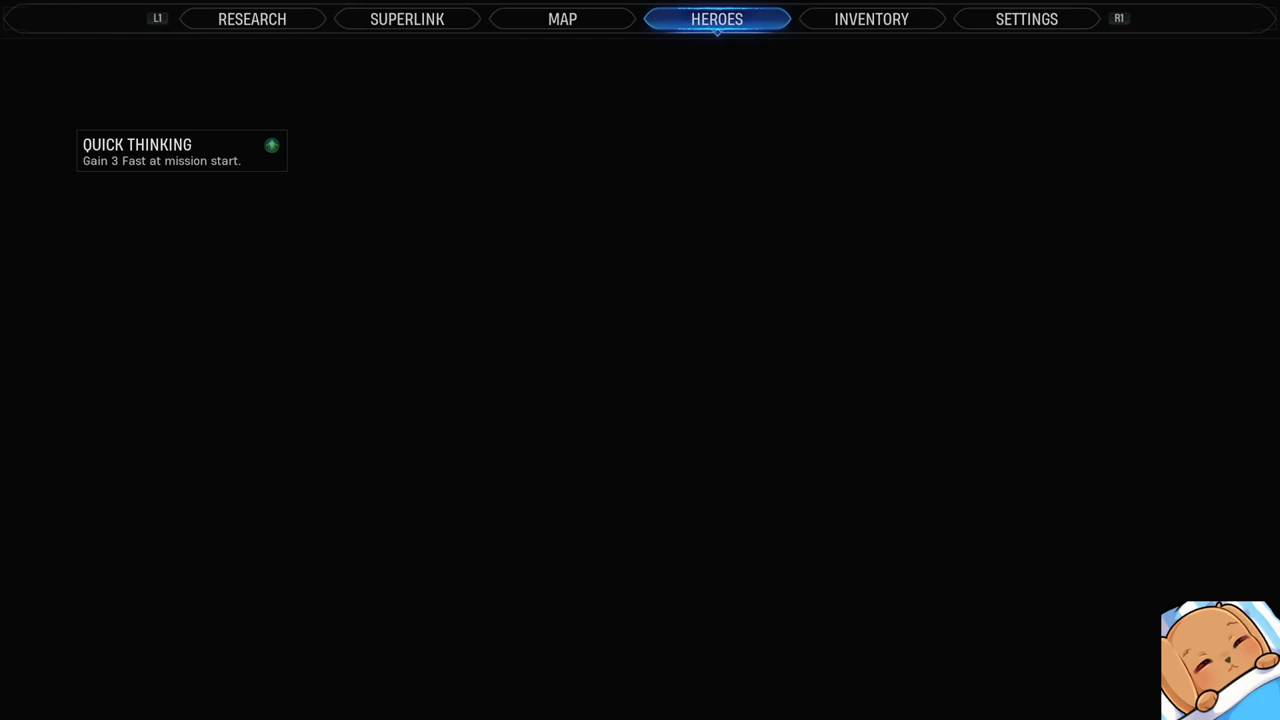 L1
RESEARCH
SUPERLINK
MAP
HEROES
INVENTORY
SETTINGS
R1
QUICK THINKING
Gain 3 Fast at mission start.